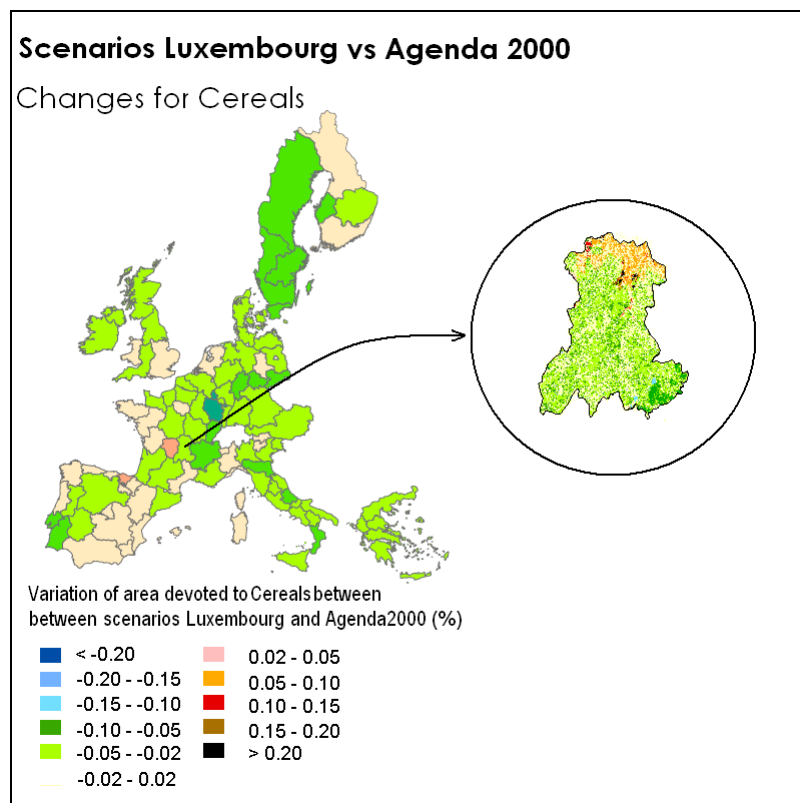 Scenarios Luxembourg vs Agenda 2000
Changes for Cereals
Variation of area devoted to Cereals between
between scenarios Luxembourg and Agenda2000 (%)
< -0.20
-0.20 - -0.15
-0.15 - -0.10
-0.10 - -0.05
-0.05 - -0.02
-0.02 - 0.02
0.02 - 0.05
0.05 - 0.10
0.10 - 0.15
0.15 - 0.20
> 0.20